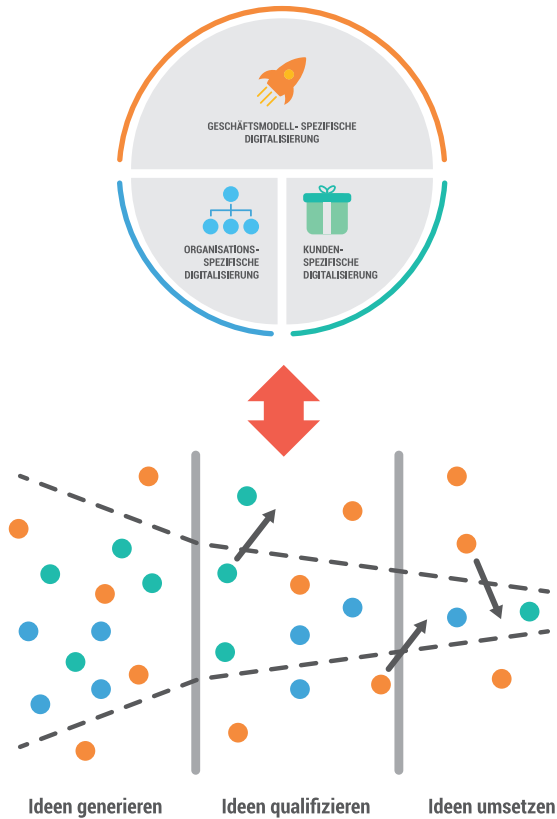 GESCHÄFTSMODELL- SPEZIFISCHE
DIGITALISIERUNG
ORGANISATIONS-
SPEZIFISCHE
DIGITALISIERUNG
KUNDEN-
SPEZIFISCHE
DIGITALISIERUNG
Ideen generieren
Ideen qualifizieren
Ideen umsetzen